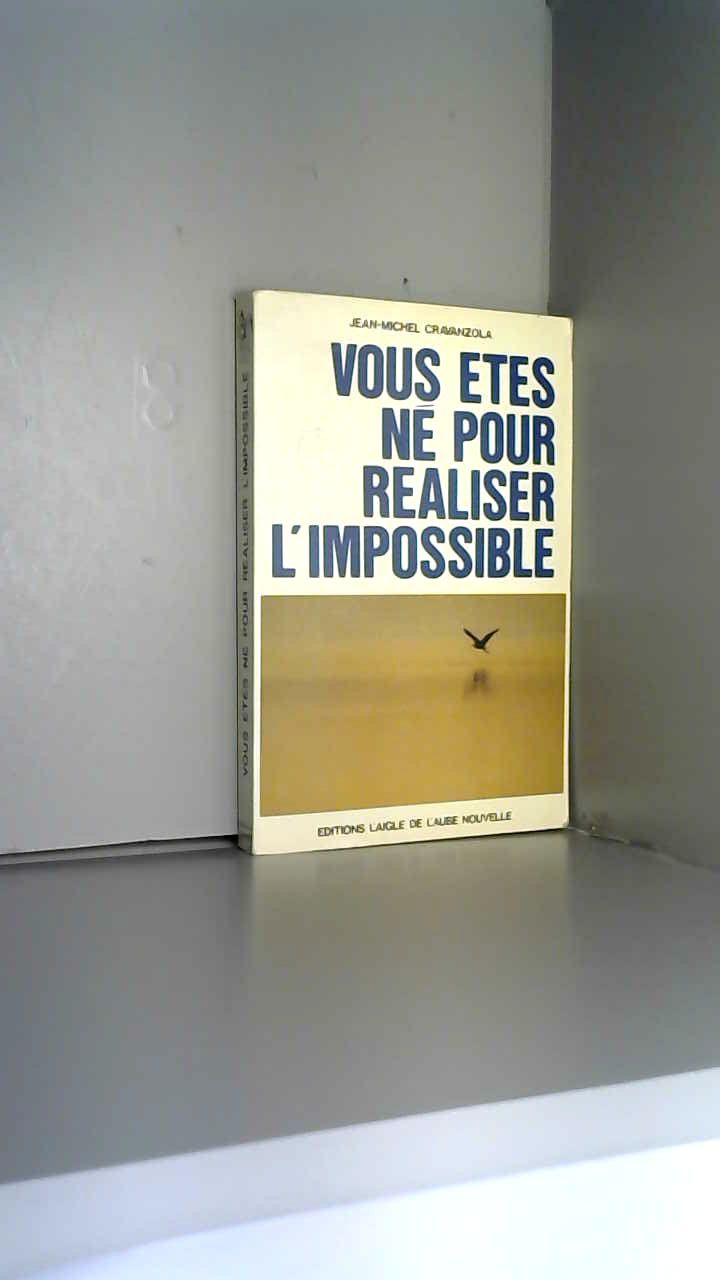 JEAN-MICHEL CRAVANZOLA
VOUS ETES
NÉ POUR
REALISER
L'IMPOSSIBLE
EDITIONS L'AIGLE DE L'AUBE NOUVELLE
VOUS ETES NÉ POUR REALISER L'IMPOSSIBLE